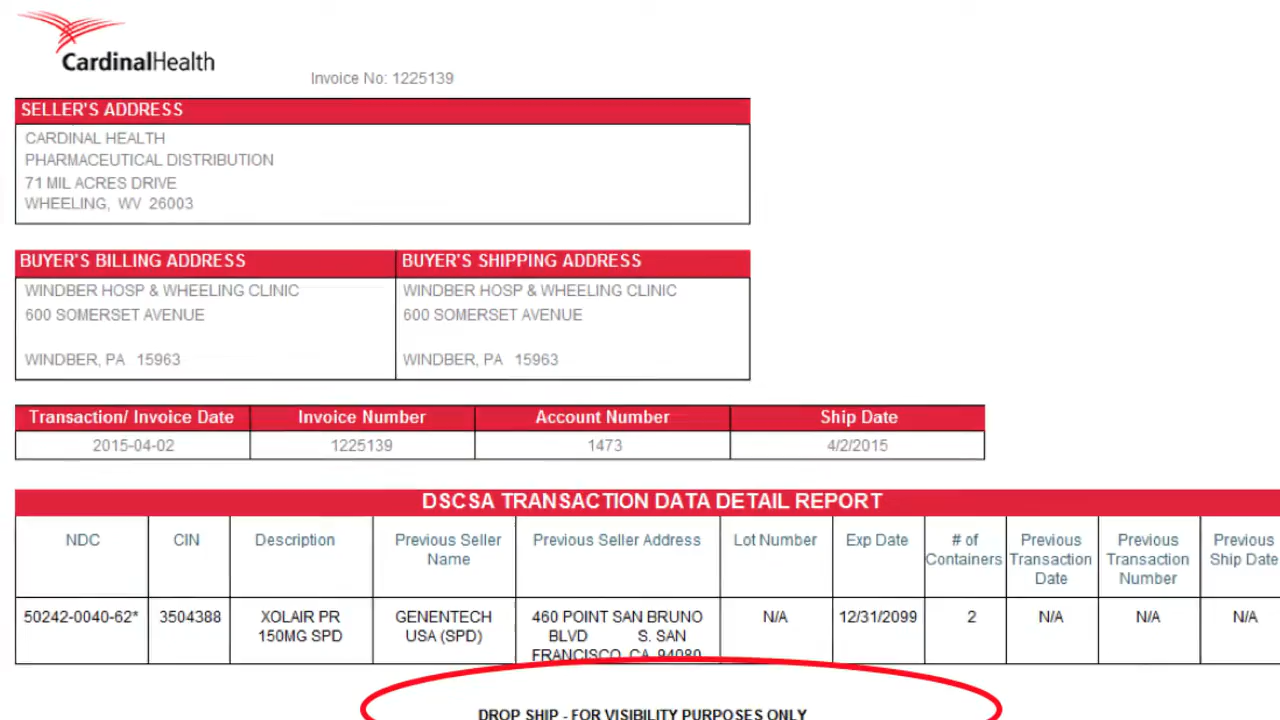 CardinalHealth
Invoice No: 1225139
SELLER'S ADDRESS
CARDINAL HEALTH
PHARMACEUTICAL DISTRIBUTION
71 MIL ACRES DRIVE
WHEELING, WV 26003
BUYER'S BILLING ADDRESS
WINDBER HOSP & WHEELING CLINIC
600 SOMERSET AVENUE
WINDBER, PA 15963
BUYER'S SHIPPING ADDRESS
WINDBER HOSP & WHEELING CLINIC
600 SOMERSET AVENUE
WINDBER, PA 15963
Transaction/ Invoice Date Invoice Number Account Number Ship Date
2015-04-02 1225139 1473 4/2/2015
DSCSA TRANSACTION DATA DETAIL REPORT
NDC
CIN
Description
Previous Seller
Name
Previous Seller Address
Lot Number
Exp Date
# of
Containers
Previous
Transaction
Date
Previous
Transaction
Number
Previous
Ship Date
50242-0040-62*
3504388
XOLAIR PR
150MG SPD
GENENTECH
USA (SPD)
460 POINT SAN BRUNO
BLVD S. SAN
FRANCISCO, CA 94080
N/A
12/31/2099
2
N/A
N/A
N/A
DROP SHIP - FOR VISIBILITY PURPOSES ONLY